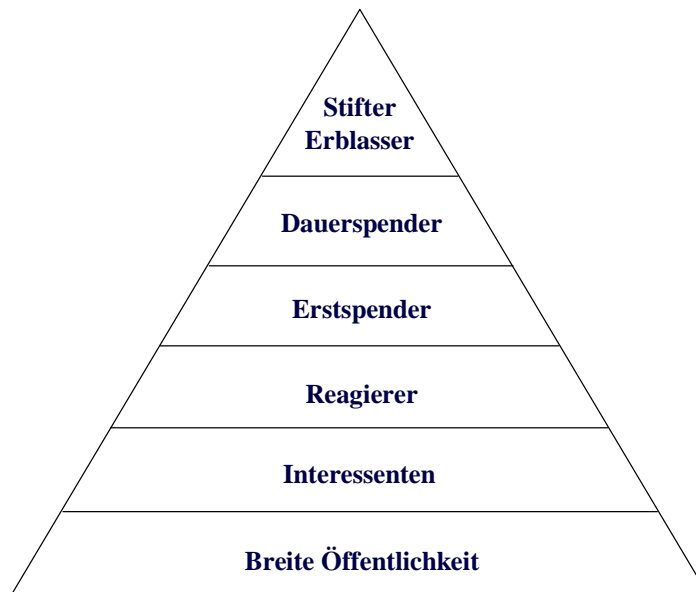 Stifter
Erblasser
Dauerspender
Erstspender
Reagierer
Interessenten
Breite Öffentlichkeit